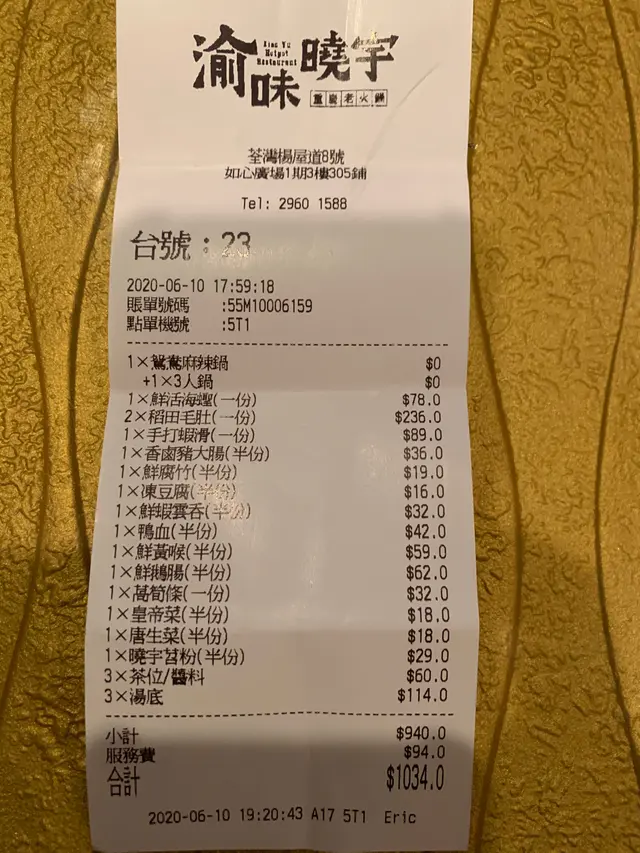 渝味曉宇
Xiao Yu
Hotpot
Restaurant
重慶老火鍋
荃灣楊屋道8號
如心廣場1期3樓305鋪
Tel: 2960 1588
台號：23
2020-06-10 17:59:18
賬單號碼 :55M10006159
點單機號 :5T1
1×鴛鴦麻辣鍋 $0
+1×3人鍋 $0
1×鮮活海蟶(一份) $78.0
2×稻田毛肚(一份) $236.0
1×手打蝦滑(一份) $89.0
1×香鹵豬大腸(半份) $36.0
1×鮮腐竹(半份) $19.0
1×凍豆腐(半份) $16.0
1×鮮蝦雲吞(半份) $32.0
1×鴨血(半份) $42.0
1×鮮黃喉(半份) $59.0
1×鮮鵝腸(半份) $62.0
1×萵筍條(一份) $32.0
1×皇帝菜(半份) $18.0
1×唐生菜(半份) $18.0
1×曉宇苕粉(半份) $29.0
3×茶位/醬料 $60.0
3×湯底 $114.0
小計 $940.0
服務費 $94.0
合計 $1034.0
2020-06-10 19:20:43 A17 5T1 Eric